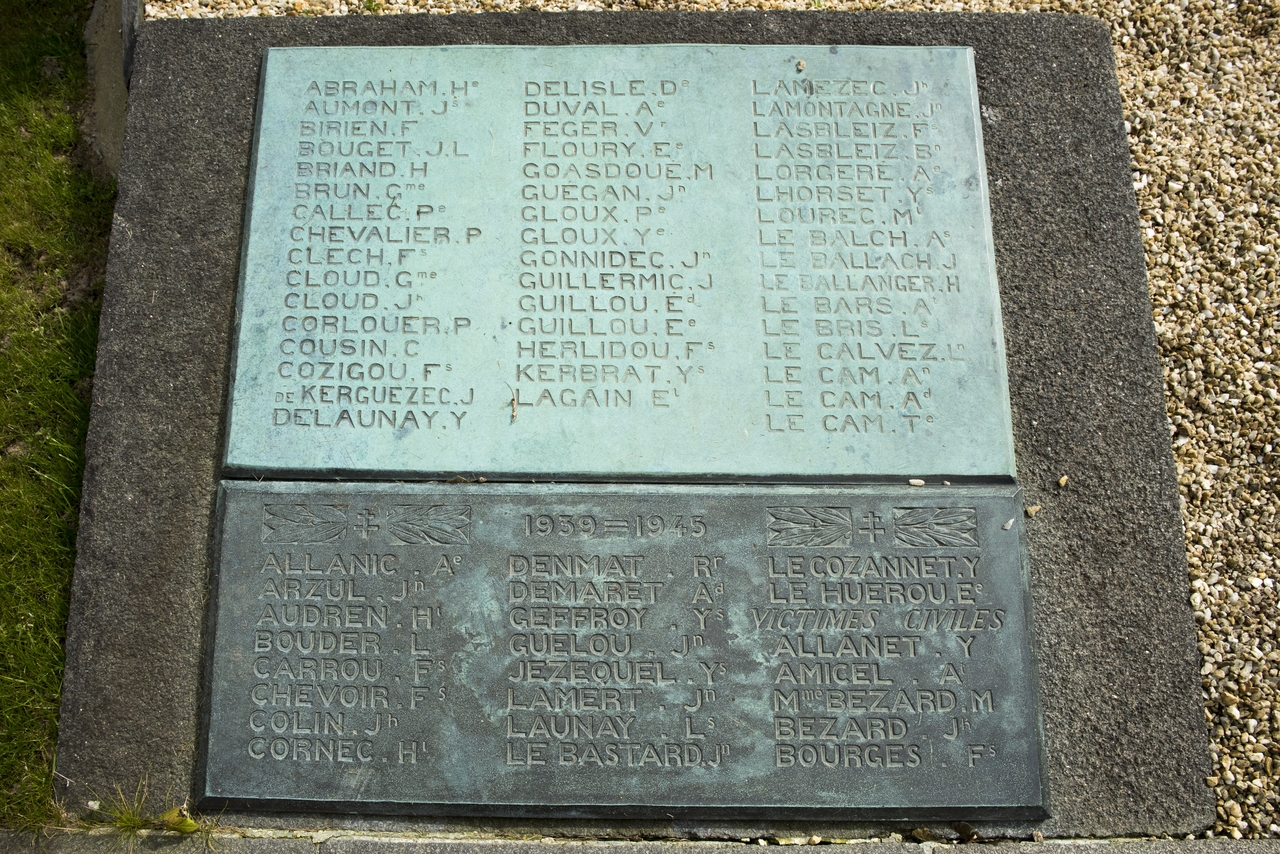 ABRAHAM.Hᵉ
AUMONT.Jˢ
BIRIEN.F
BOUGET.J.L
BRIAND.H
BRUN.Gᵐᵉ
CALLEC.Pᵉ
CHEVALIER.P
CLECH.Fˢ
CLOUD.Gᵐᵉ
CLOUD.Jʰ
CORLOUER.P
COUSIN.C
COZIGOU.Fˢ
DE KERGUEZEC.J
DELAUNAY.Y
DELISLE.Dᵉ
DUVAL.Aᵉ
FEGER.Vʳ
FLOURY.Eᵉ
GOASDOUE.M
GUEGAN.Jⁿ
GLOUX.Pᵉ
GLOUX.Yᵉ
GONNIDEC.Jⁿ
GUILLERMIC.J
GUILLOU.Eᵈ
GUILLOU.Eᵉ
HERLIDOU.Fˢ
KERBRAT.Yˢ
LAGAIN Eᵗ
LAMEZEC.Jⁿ
LAMONTAGNE.Jⁿ
LASBLEIZ.Fˢ
LASBLEIZ.Bⁿ
LORGERE.Aᵉ
LHORSET.Yˢ
LOUREC.Mᵗ
LE BALCH.Aˢ
LE BALLACH.J
LE BALLANGER.H
LE BARS.Aᵗ
LE BRIS.Lˢ
LE CALVEZ.Lⁿ
LE CAM.Aⁿ
LE CAM.Aᵈ
LE CAM.Tᵉ
1939=1945
ALLANIC.Aᵉ
ARZUL.Jⁿ
AUDREN.Hᵗ
BOUDER.L
CARROU.Fˢ
CHEVOIR.Fˢ
COLIN.Jʰ
CORNEC.Hᵗ
DENMAT.Rʳ
DEMARET Aᵈ
GEFFROY.Yˢ
GUELOU.Jⁿ
JEZEQUEL.Yˢ
LAMERT.Jⁿ
LAUNAY.Lˢ
LE BASTARD.Jⁿ
LE COZANNET.Y
LE HUEROU.Eᵉ
VICTIMES CIVILES
ALLANET.Y
AMICEL.Aᵗ
Mᵐᵉ BEZARD.M
BEZARD.Jʰ
BOURGES.Fˢ